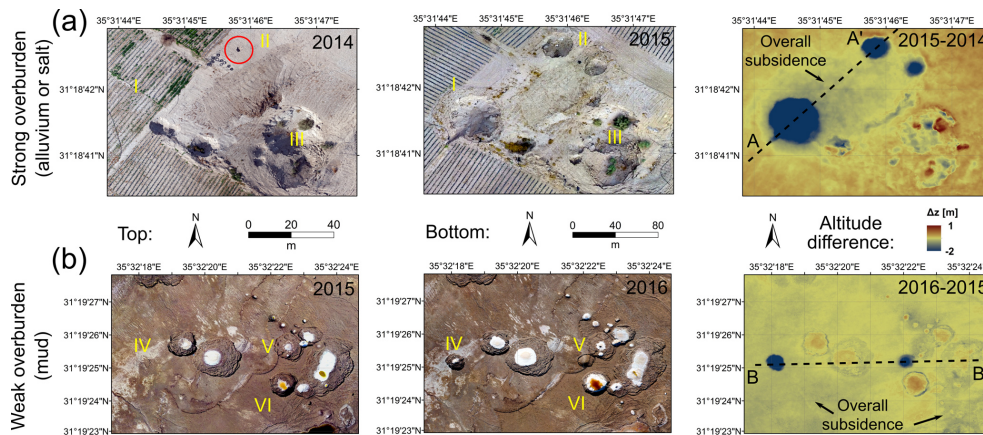 (a)
Strong overburden
(alluvium or salt)
35°31'44"E 35°31'45"E 35°31'46"E 35°31'47"E
31°18'42"N
31°18'41"N
I
II
III
2014
35°31'44"E 35°31'45"E 35°31'46"E 35°31'47"E
31°18'42"N
31°18'41"N
I
II
III
2015
35°31'44"E 35°31'45"E 35°31'46"E 35°31'47"E
31°18'42"N
31°18'41"N
Overall
subsidence
A'
A
2015-2014
Top:
N
0 20 40
m
Bottom:
N
0 40 80
m
N
Altitude
difference:
Δz [m]
2
-2
(b)
Weak overburden
(mud)
35°32'18"E 35°32'20"E 35°32'22"E 35°32'24"E
31°19'27"N
31°19'26"N
31°19'25"N
31°19'24"N
31°19'23"N
IV
V
VI
2015
35°32'18"E 35°32'20"E 35°32'22"E 35°32'24"E
31°19'27"N
31°19'26"N
31°19'25"N
31°19'24"N
31°19'23"N
IV
V
VI
2016
35°32'18"E 35°32'20"E 35°32'22"E 35°32'24"E
31°19'27"N
31°19'26"N
31°19'25"N
31°19'24"N
31°19'23"N
2016-2015
B
B
Overall
subsidence